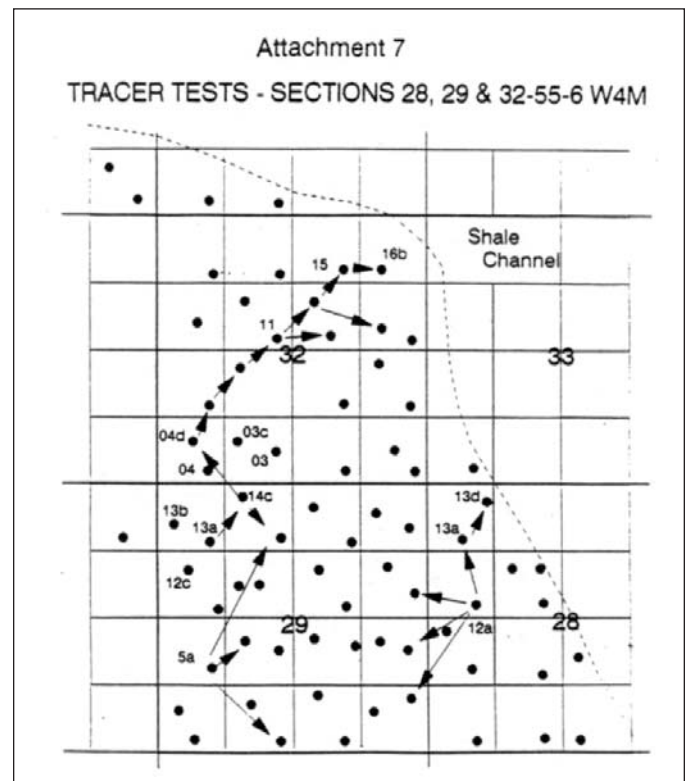 Attachment 7
TRACER TESTS - SECTIONS 28, 29 & 32-55-6 W4M
Shale
Channel
15
16b
11
32
33
04d
03c
03
04
14c
13d
13b
13a
13a
12c
29
28
12a
5a